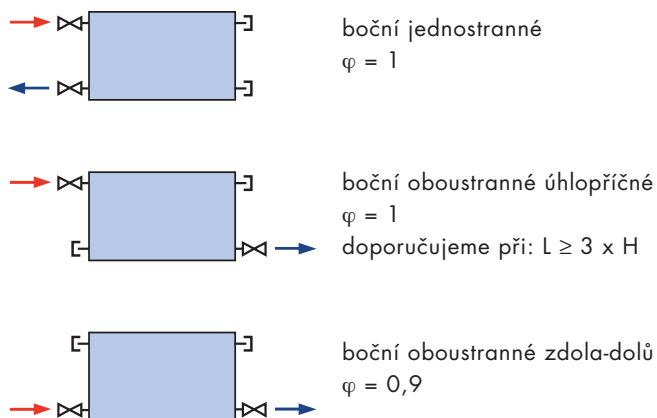 boční jednostranné
φ = 1
boční oboustranné úhlopříčné
φ = 1
doporučujeme při: L ≥ 3 x H
boční oboustranné zdola-dolů
φ = 0,9